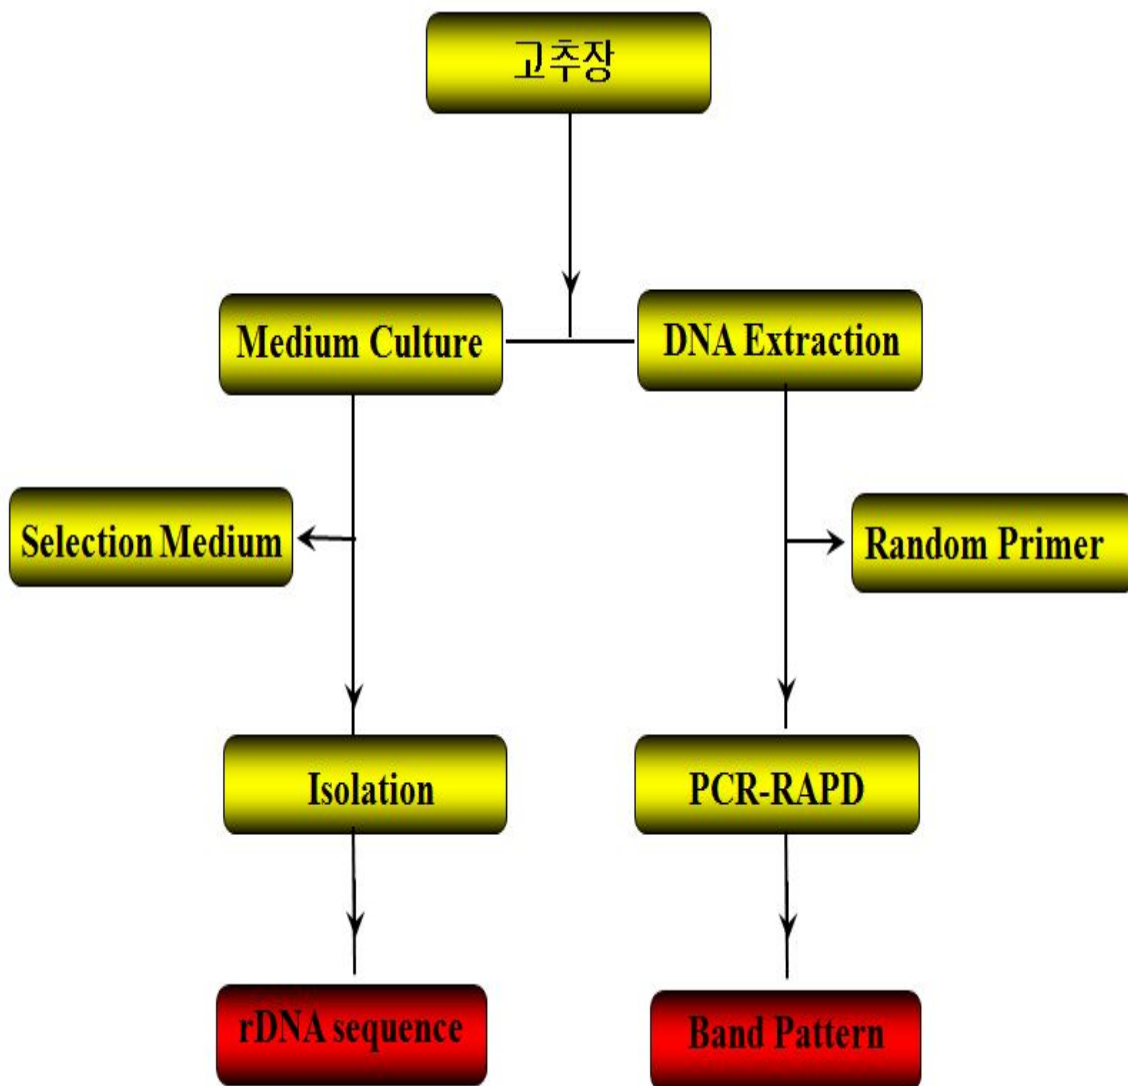 고추장
Medium Culture
DNA Extraction
Selection Medium
Random Primer
Isolation
PCR-RAPD
rDNA sequence
Band Pattern